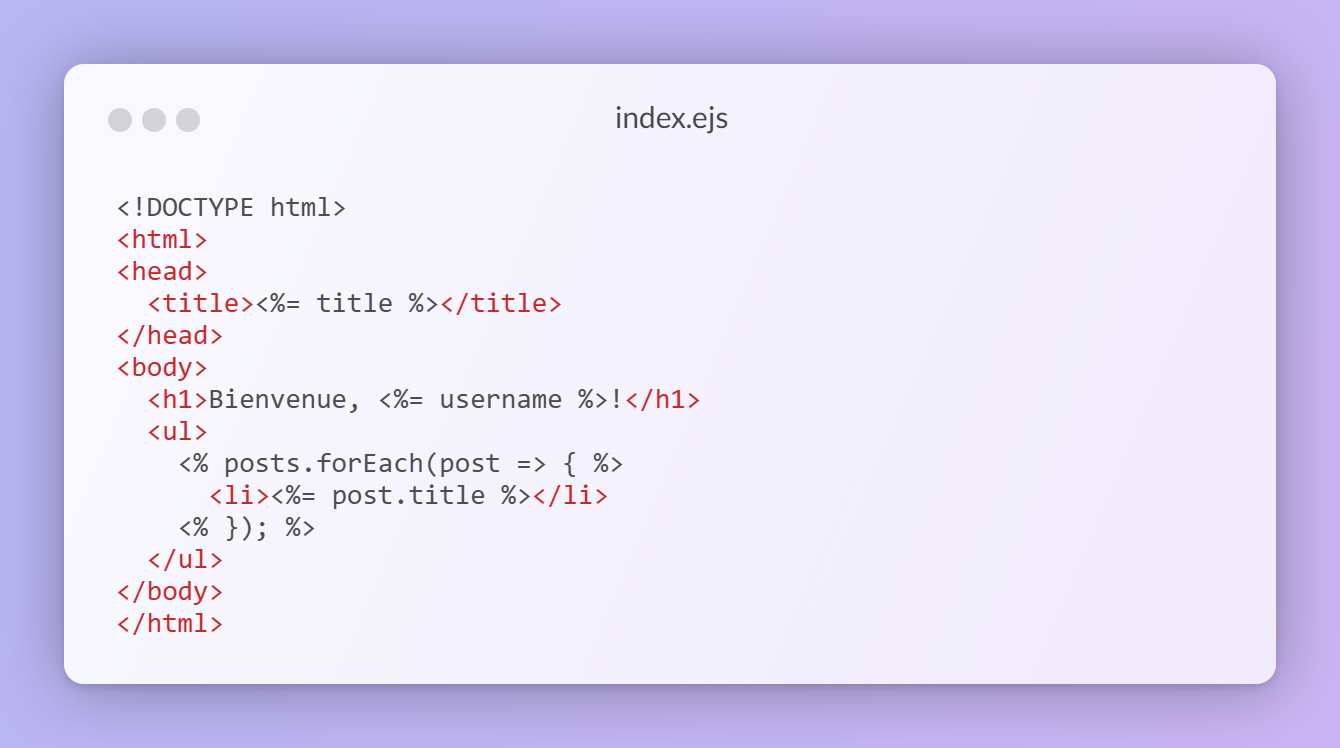 index.ejs
<!DOCTYPE html>
<html>
<head>
  <title><%= title %></title>
</head>
<body>
  <h1>Bienvenue, <%= username %>!</h1>
  <ul>
    <% posts.forEach(post => { %>
      <li><%= post.title %></li>
    <% }); %>
  </ul>
</body>
</html>